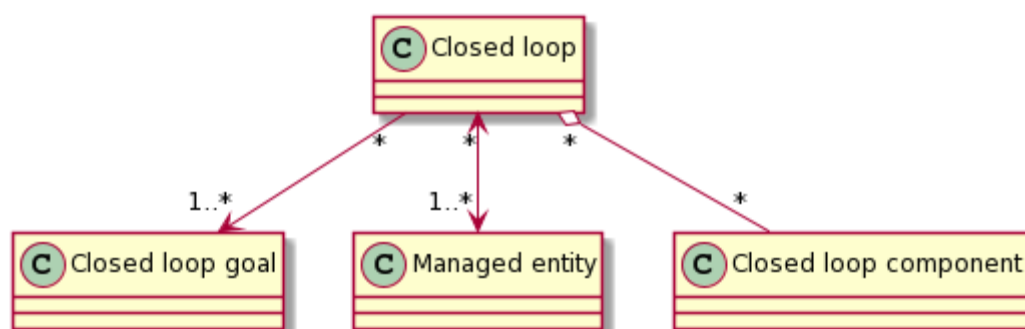 C Closed loop
* * *
1..* 1..* *
C Closed loop goal
C Managed entity
C Closed loop component